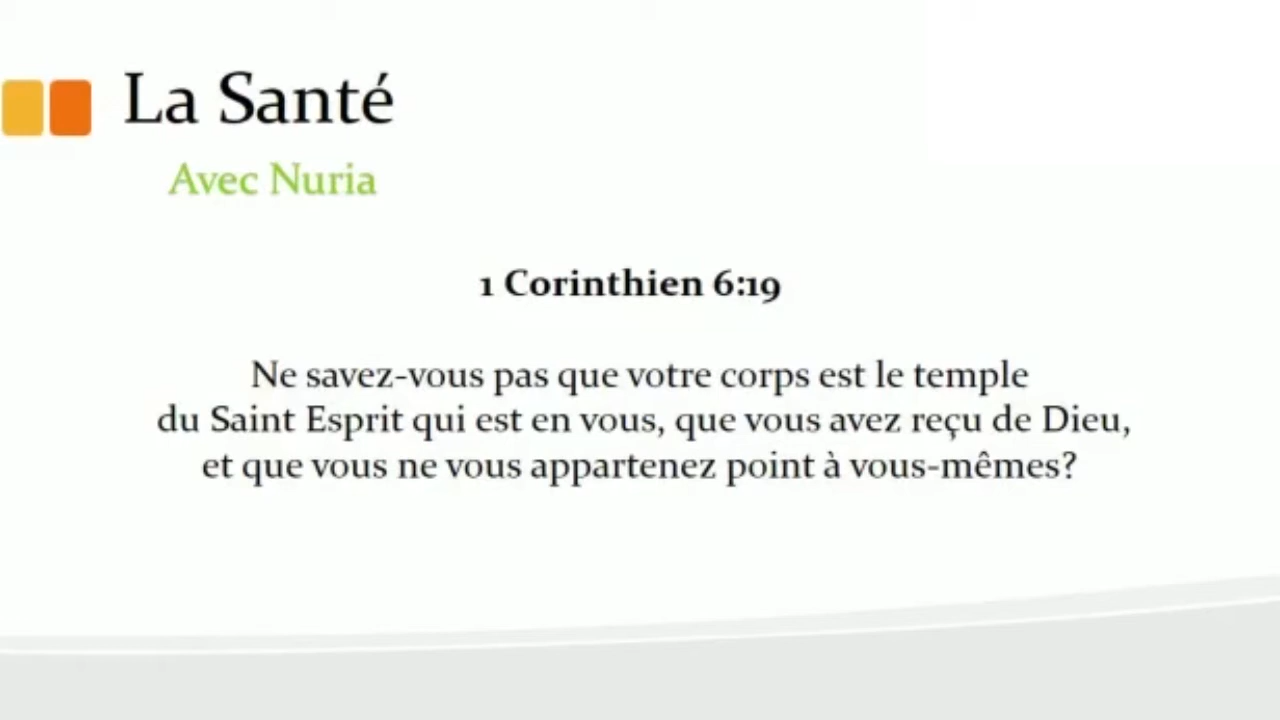 La Santé
Avec Nuria
1 Corinthien 6:19
Ne savez-vous pas que votre corps est le temple
du Saint Esprit qui est en vous, que vous avez reçu de Dieu,
et que vous ne vous appartenez point à vous-mêmes?